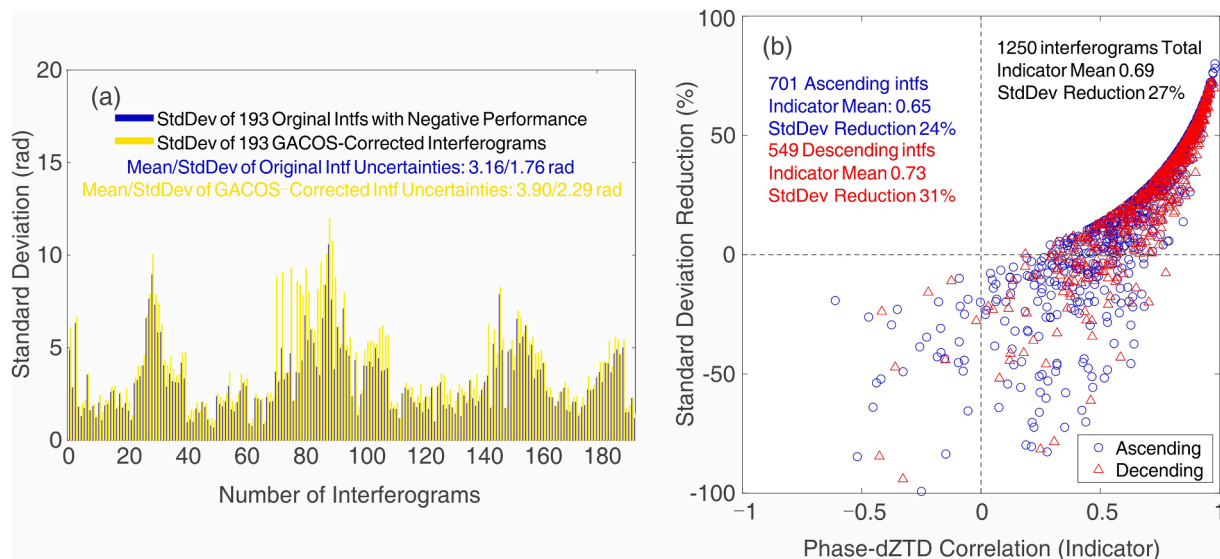 (a)
StdDev of 193 Orginal Intfs with Negative Performance
StdDev of 193 GACOS-Corrected Interferograms
Mean/StdDev of Original Intf Uncertainties: 3.16/1.76 rad
Mean/StdDev of GACOS-Corrected Intf Uncertainties: 3.90/2.29 rad
Standard Deviation (rad)
20
15
10
5
0
0 20 40 60 80 100 120 140 160 180
Number of Interferograms
(b)
1250 interferograms Total
Indicator Mean 0.69
StdDev Reduction 27%
701 Ascending intfs
Indicator Mean: 0.65
StdDev Reduction 24%
549 Descending intfs
Indicator Mean 0.73
StdDev Reduction 31%
Standard Deviation Reduction (%)
100
50
0
-50
-100
Ascending
Decending
−1 −0.5 0 0.5 1
Phase-dZTD Correlation (Indicator)